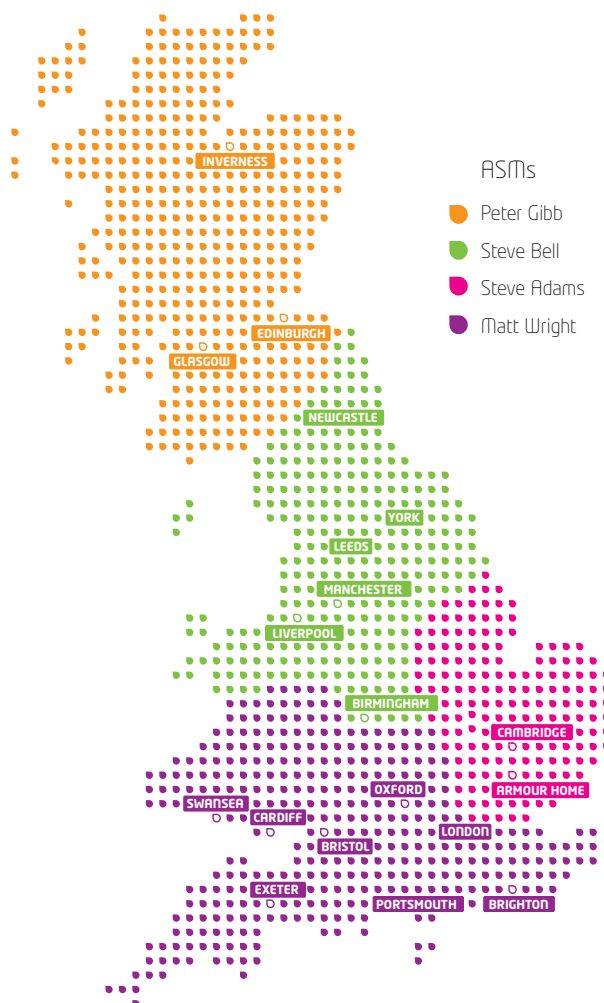 INVERNESS
ASMs
Peter Gibb
Steve Bell
Steve Adams
Matt Wright
EDINBURGH
GLASGOW
NEWCASTLE
YORK
LEEDS
MANCHESTER
LIVERPOOL
BIRMINGHAM
CAMBRIDGE
OXFORD
ARMOUR HOME
SWANSEA
CARDIFF
LONDON
BRISTOL
EXETER
PORTSMOUTH
BRIGHTON